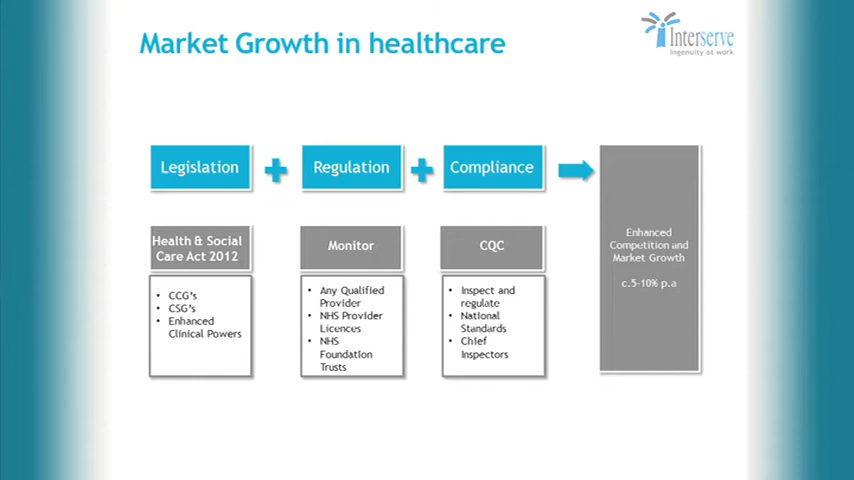 Market Growth in healthcare
Interserve
Ingenuity at work
Legislation
Regulation
Compliance
Health & Social
Care Act 2012
CCG's
CSG's
Enhanced
Clinical Powers
Monitor
Any Qualified
Provider
NHS Provider
Licences
NHS
Foundation
Trusts
CQC
Inspect and
regulate
National
Standards
Chief
Inspectors
Enhanced
Competition and
Market Growth
c.5-10% p.a